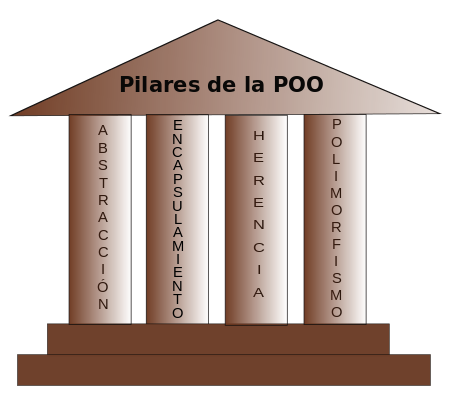 Pilares de la POO
ABSTRACCIÓN
ENCAPSULAMIENTO
HERENCIA
POLIMORFISMO